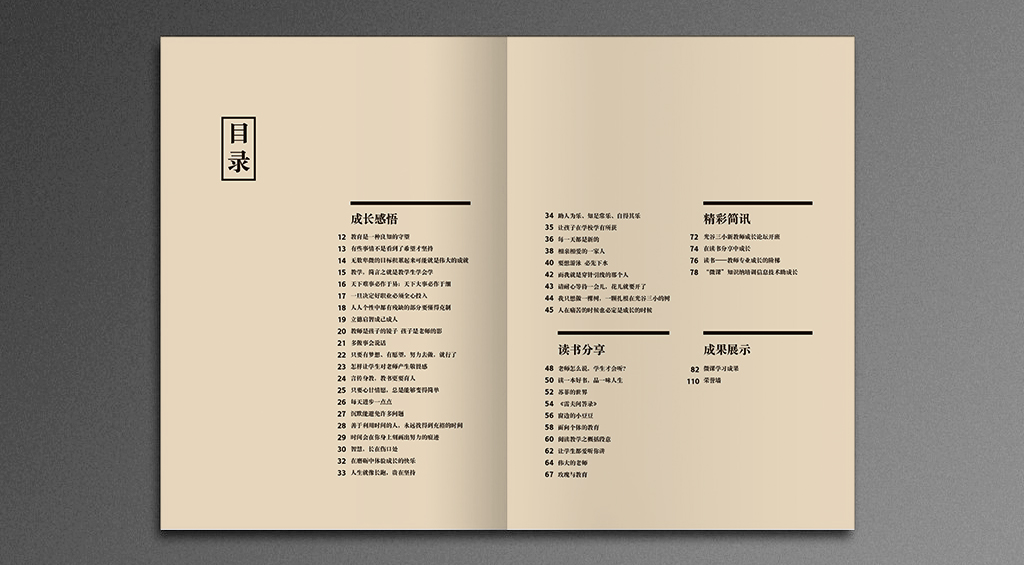 目录
成长感悟
12 教育是一种良知的守望
13 有些事情不是看到了希望才坚持
14 无数卑微的目标积累起来可能就是伟大的成就
15 教学，简言之就是教学生学会学
16 天下难事必作于易；天下大事必作于细
17 一旦决定好职业必须全心投入
18 人人个性中都有残缺的部分要懂得克制
19 立德启智成己成人
20 教师是孩子的镜子 孩子是老师的影
21 多做事会说话
22 只要有梦想、有愿望，努力去做，就行了
23 怎样让学生对老师产生敬畏感
24 言传身教，教书更要育人
25 只要心甘情愿，总是能够变得简单
26 每天进步一点点
27 沉默能避免许多问题
28 善于利用时间的人，永远找得到充裕的时间
29 时间会在你身上刻画出努力的痕迹
30 智慧，长在伤口处
32 在磨砺中体验成长的快乐
33 人生就像长跑，贵在坚持
34 助人为乐、知足常乐、自得其乐
35 让孩子在学校学有所获
36 每一天都是新的
38 相亲相爱的一家人
40 要想游泳 必先下水
42 而我就是穿针引线的那个人
43 请耐心等待一会儿，花儿就要开了
44 我只想做一棵树，一颗扎根在光谷三小的树
45 人在痛苦的时候也必定是成长的时候
读书分享
48 老师怎么说，学生才会听？
50 读一本好书，品一味人生
52 苏菲的世界
54 《雷夫问答录》
56 窗边的小豆豆
58 面向个体的教育
60 阅读教学之概括段意
62 让学生都爱听你讲
64 伟大的老师
67 玫瑰与教育
精彩简讯
72 光谷三小新教师成长论坛开班
74 在读书分享中成长
76 读书——教师专业成长的阶梯
78 “微课”知识纳培训信息技术助成长
成果展示
82 微课学习成果
110 荣誉墙